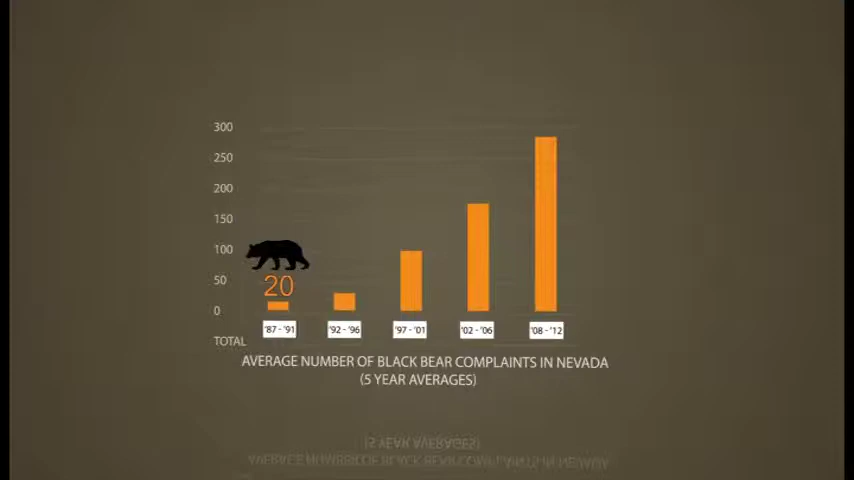 300
250
200
150
100
50
20
0
'87 - '91 '92 - '96 '97 - '01 '02 - '06 '08 - '12
TOTAL
AVERAGE NUMBER OF BLACK BEAR COMPLAINTS IN NEVADA
(5 YEAR AVERAGES)